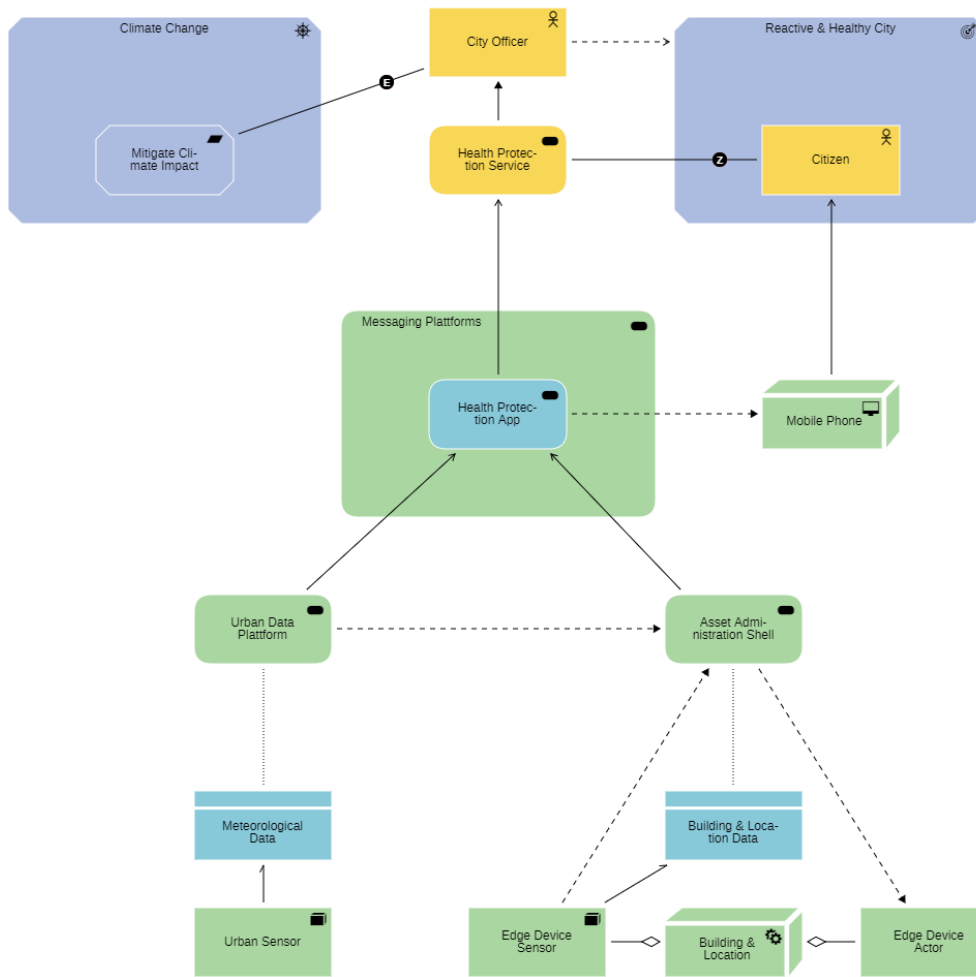 Climate Change
City Officer
Reactive & Healthy City
E
Mitigate Cli-
mate Impact
Health Protec-
tion Service
Z
Citizen
Messaging Plattforms
Health Protec-
tion App
Mobile Phone
Urban Data
Plattform
Asset Admi-
nistration Shell
Meteorological
Data
Building & Loca-
tion Data
Urban Sensor
Edge Device
Sensor
Building &
Location
Edge Device
Actor